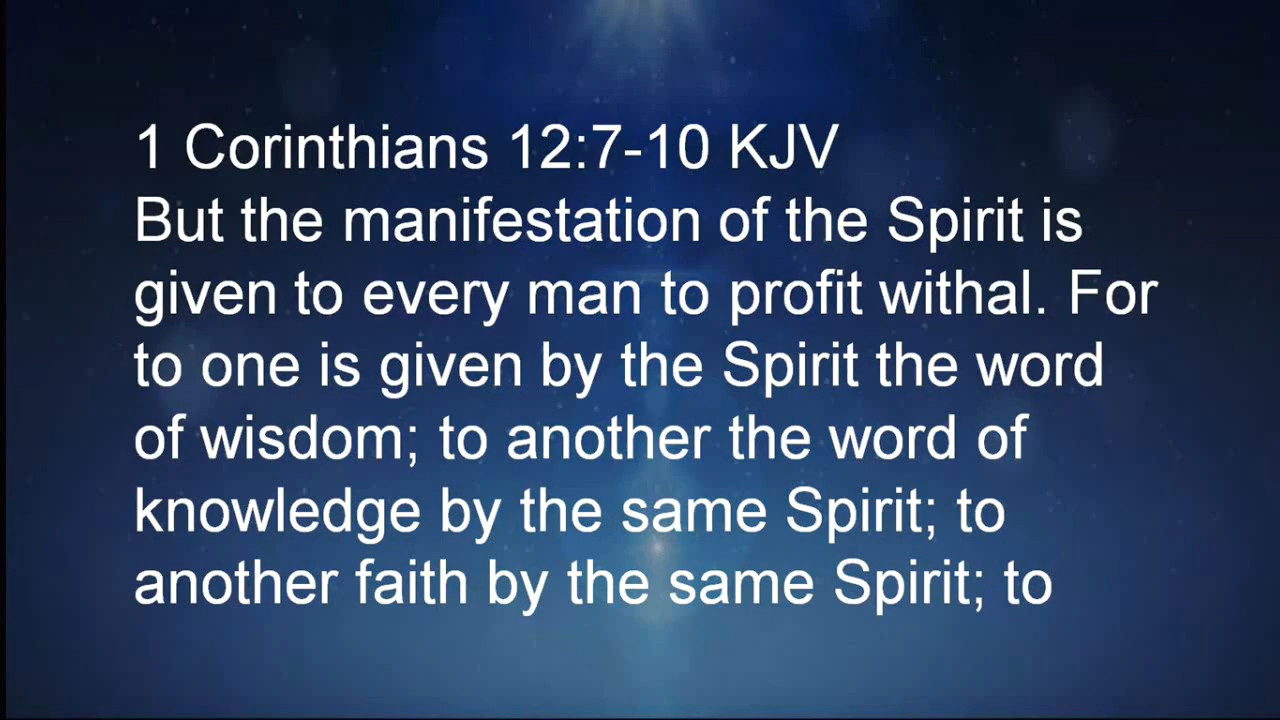 1 Corinthians 12:7-10 KJV
But the manifestation of the Spirit is
given to every man to profit withal. For
to one is given by the Spirit the word
of wisdom; to another the word of
knowledge by the same Spirit; to
another faith by the same Spirit; to